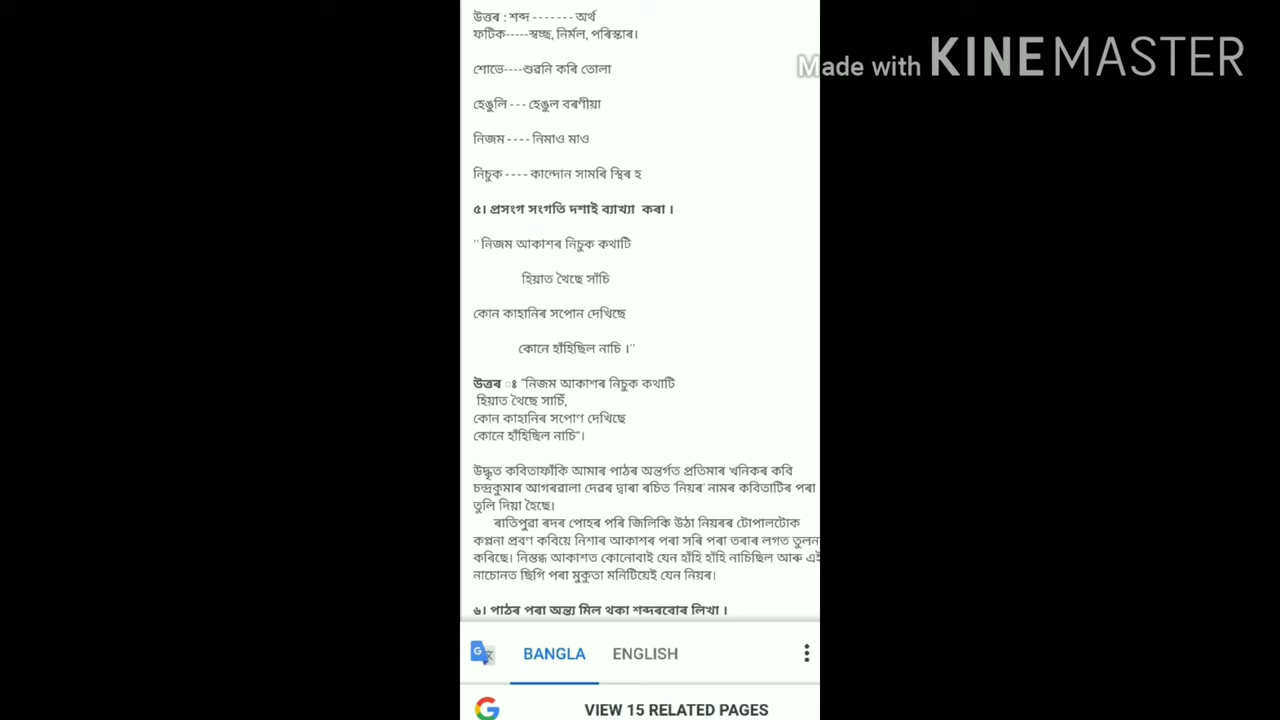 উত্তৰ : শব্দ - - - - - - - অৰ্থ
ফটিক-----স্বচ্ছ, নিৰ্মল, পৰিস্কাৰ।
Made with KINEMASTER
শোভে----শুৱনি কৰি তোলা
হেঙুলি - - - হেঙুল বৰণীয়া
নিজম - - - - নিমাও মাও
নিচুক - - - - কান্দোন সামৰি স্থিৰ হ
৫। প্ৰসংগ সংগতি দশাই ব্যাখ্যা কৰা ।
'' নিজম আকাশৰ নিচুক কথাটি
হিয়াত থৈছে সাঁচি
কোন কাহানিৰ সপোন দেখিছে
কোনে হাঁহিছিল নাচি ।''
উত্তৰ ঃ "নিজম আকাশৰ নিচুক কথাটি
হিয়াত থৈছে সাচিঁ,
কোন কাহানিৰ সপোণ দেখিছে
কোনে হাঁহিছিল নাচি"।
উদ্ধৃত কবিতাফাঁকি আমাৰ পাঠৰ অন্তৰ্গত প্ৰতিমাৰ খনিকৰ কবি
চন্দ্ৰকুমাৰ আগৰৱালা দেৱৰ দ্বাৰা ৰচিত 'নিয়ৰ' নামৰ কবিতাটিৰ পৰা
তুলি দিয়া হৈছে।
ৰাতিপুৱা ৰদৰ পোহৰ পৰি জিলিকি উঠা নিয়ৰৰ টোপালটোক
কল্পনা প্ৰবণ কবিয়ে নিশাৰ আকাশৰ পৰা সৰি পৰা তৰাৰ লগত তুলন
কৰিছে। নিস্তব্ধ আকাশত কোনোবাই যেন হাঁহি হাঁহি নাচিছিল আৰু এই
নাচোনত ছিগি পৰা মুকুতা মনিটিয়েই যেন নিয়ৰ।
৬। পাঠৰ পৰা অন্ত্য মিল থকা শব্দৰবোৰ লিখা ।
BANGLA ENGLISH
VIEW 15 RELATED PAGES